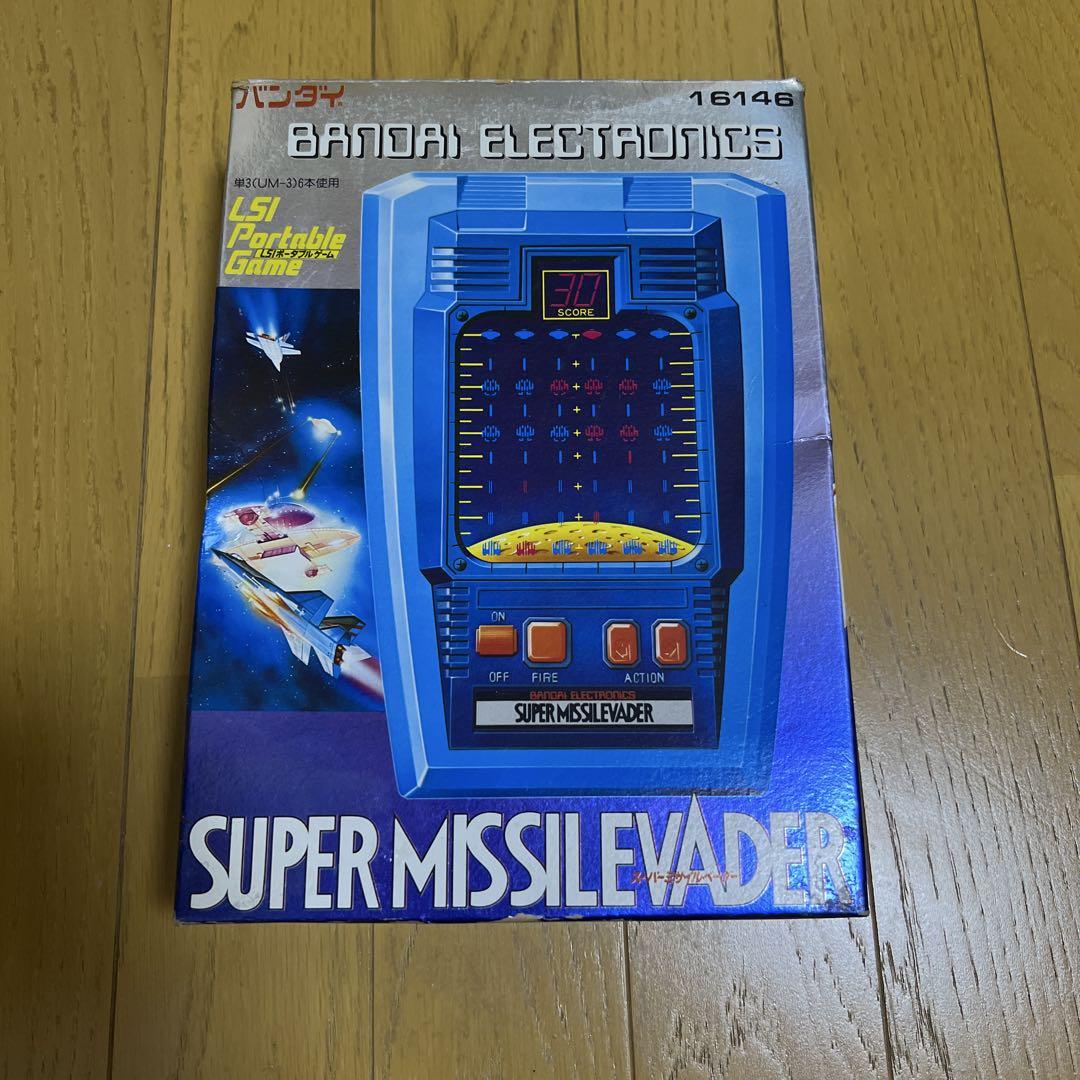 バンダイ
16146
BANDAI ELECTRONICS
単3(UM-3)6本使用
LSI
Portable
LSIポータブルゲーム
Game
30
SCORE
ON
OFF
FIRE
ACTION
BANDAI ELECTRONICS
SUPER MISSILEVADER
SUPER MISSILEVADER
スーパーミサイルベーダー